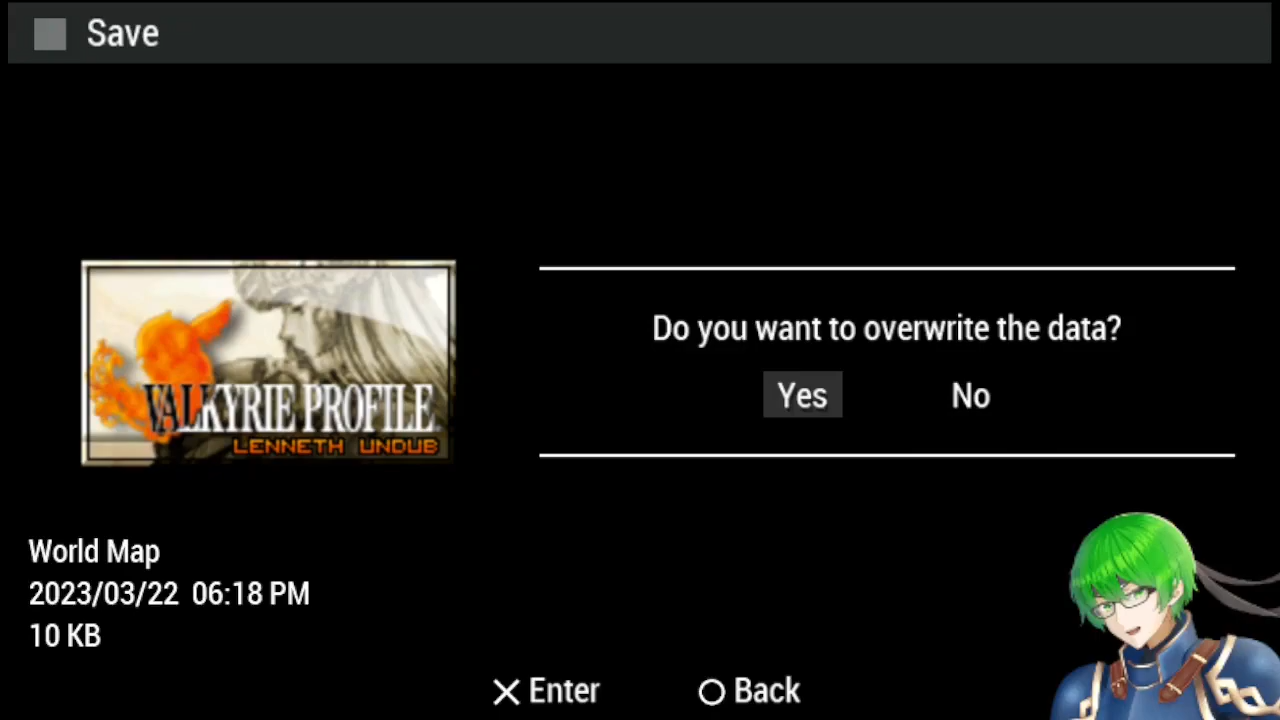 Save
VALKYRIE PROFILE
LENNETH UNDUB
Do you want to overwrite the data?
Yes No
World Map
2023/03/22 06:18 PM
10 KB
Enter Back